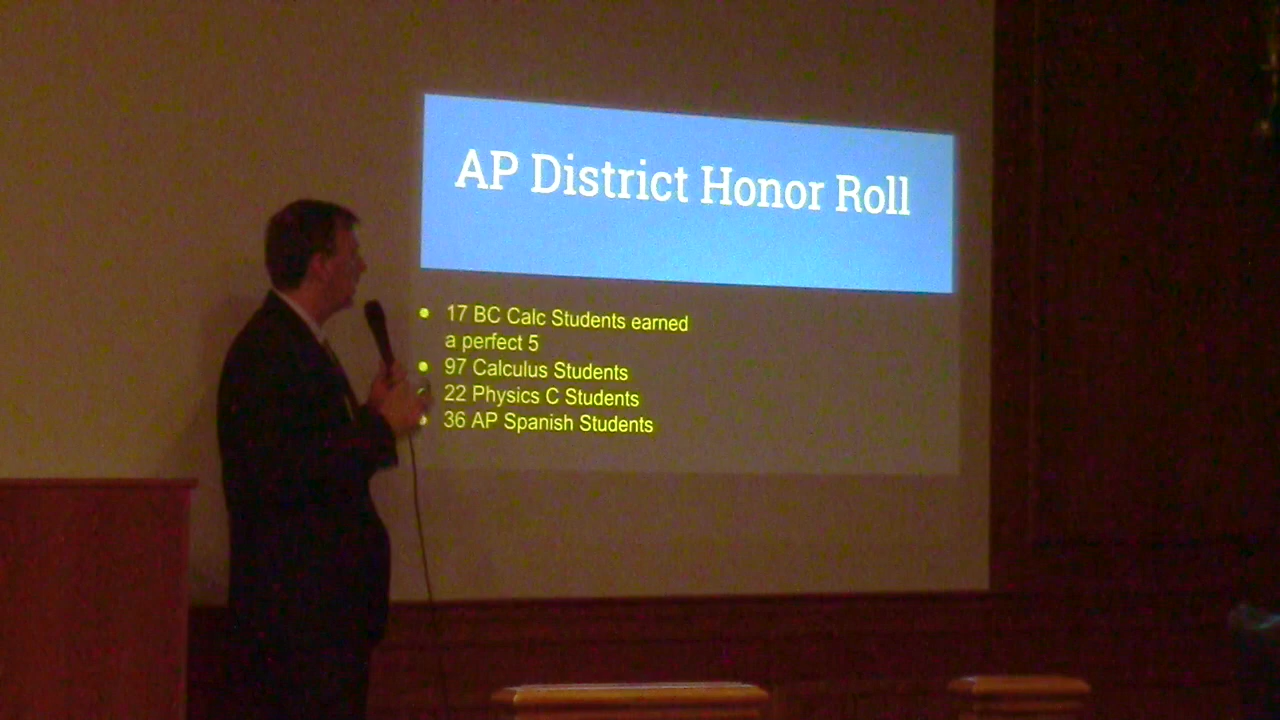 AP District Honor Roll
• 17 BC Calc Students earned
a perfect 5
• 97 Calculus Students
• 22 Physics C Students
• 36 AP Spanish Students